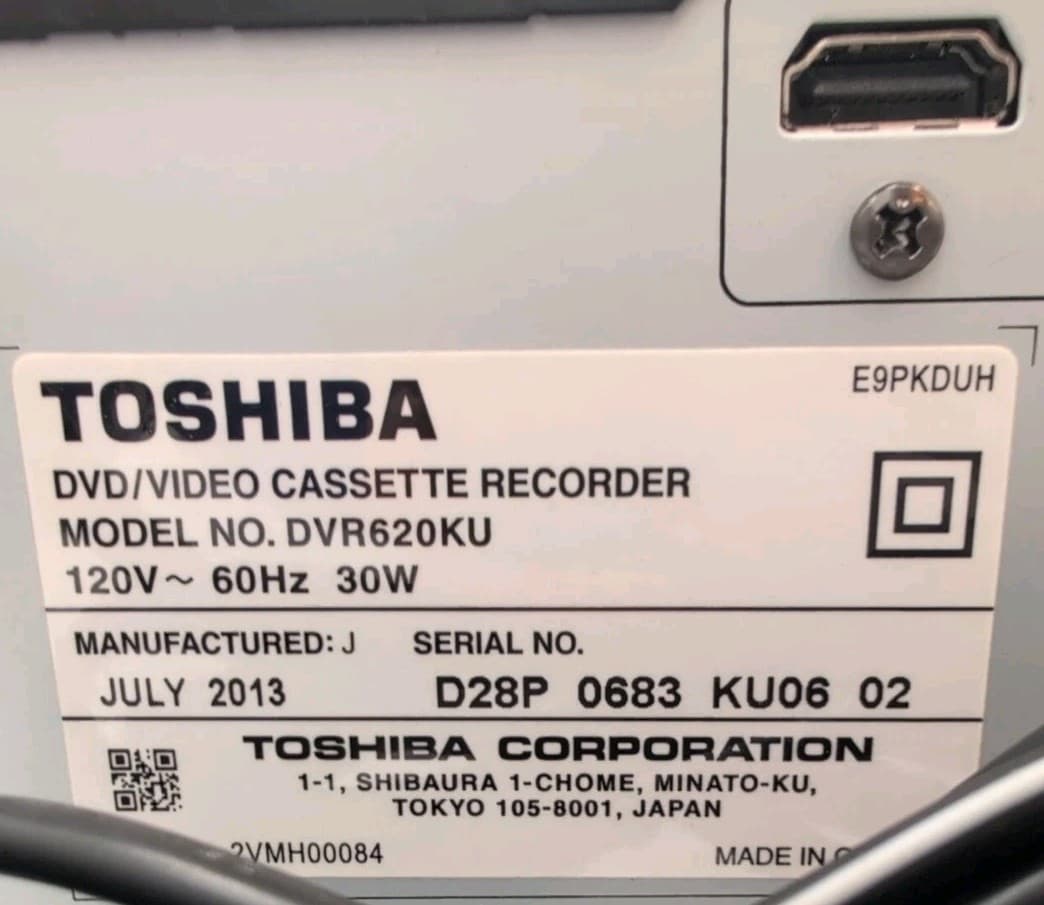 E9PKDUH
TOSHIBA
DVD/VIDEO CASSETTE RECORDER
MODEL NO. DVR620KU
120V~ 60Hz 30W
MANUFACTURED: J SERIAL NO.
JULY 2013 D28P 0683 KU06 02
TOSHIBA CORPORATION
1-1, SHIBAURA 1-CHOME, MINATO-KU,
TOKYO 105-8001, JAPAN
2VMH00084 MADE IN